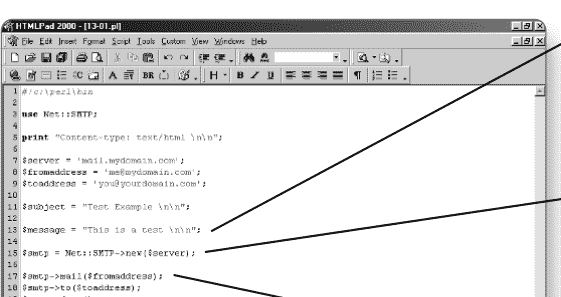 HTMLPad 2000 - [13-01.pl]
File Edit Insert Format Script Tools Custom View Windows Help
BR H B I U ¶
1 #/c:\perl\bin
2
3 use Net::SMTP;
4
5 print "Content-type: text/html \n\n";
6
7 $server = 'mail.mydomain.com';
8 $fromaddress = 'me@mydomain.com';
9 $toaddress = 'you@yourdomain.com';
10
11 $subject = "Test Example \n\n";
12
13 $message = "This is a test \n\n";
14
15 $smtp = Net::SMTP->new($server);
16
17 $smtp->mail($fromaddress);
18 $smtp->to($toaddress);